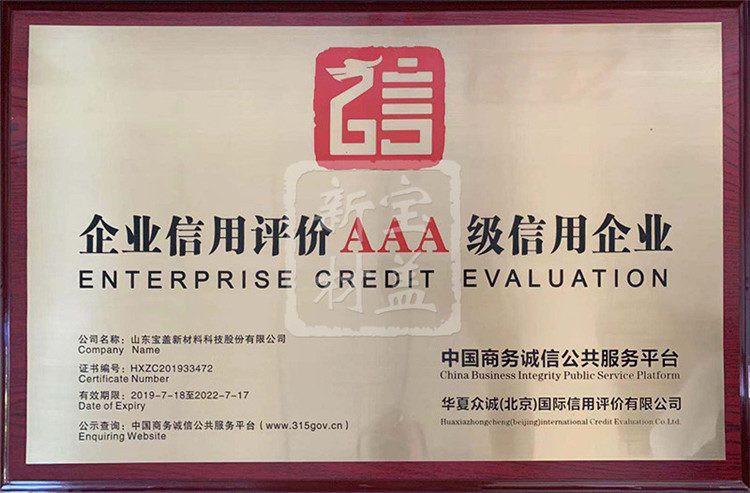 信
企业信用评价AAA级信用企业
ENTERPRISE CREDIT EVALUATION
新材
宝盖
公司名称：山东宝盖新材料科技股份有限公司
Company Name
证书编号：HXZC201933472
Certificate Number
有效期限：2019-7-18至2022-7-17
Date of Expiry
公示查询：中国商务诚信公共服务平台（www.315gov.cn）
Enquiring Website
中国商务诚信公共服务平台
China Business Integrity Public Service Platform
华夏众诚(北京)国际信用评价有限公司
Huaxiazhongcheng(beijing)international Credit Evaluation Co.Ltd.